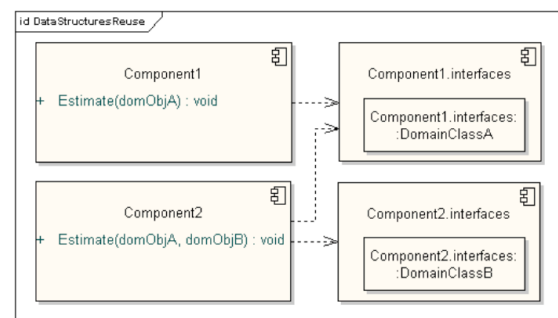 id DataStructuresReuse
Component1
+ Estimate(domObjA) : void
Component1.interfaces
Component1.interfaces:
:DomainClassA
Component2
+ Estimate(domObjA, domObjB) : void
Component2.interfaces
Component2.interfaces:
:DomainClassB